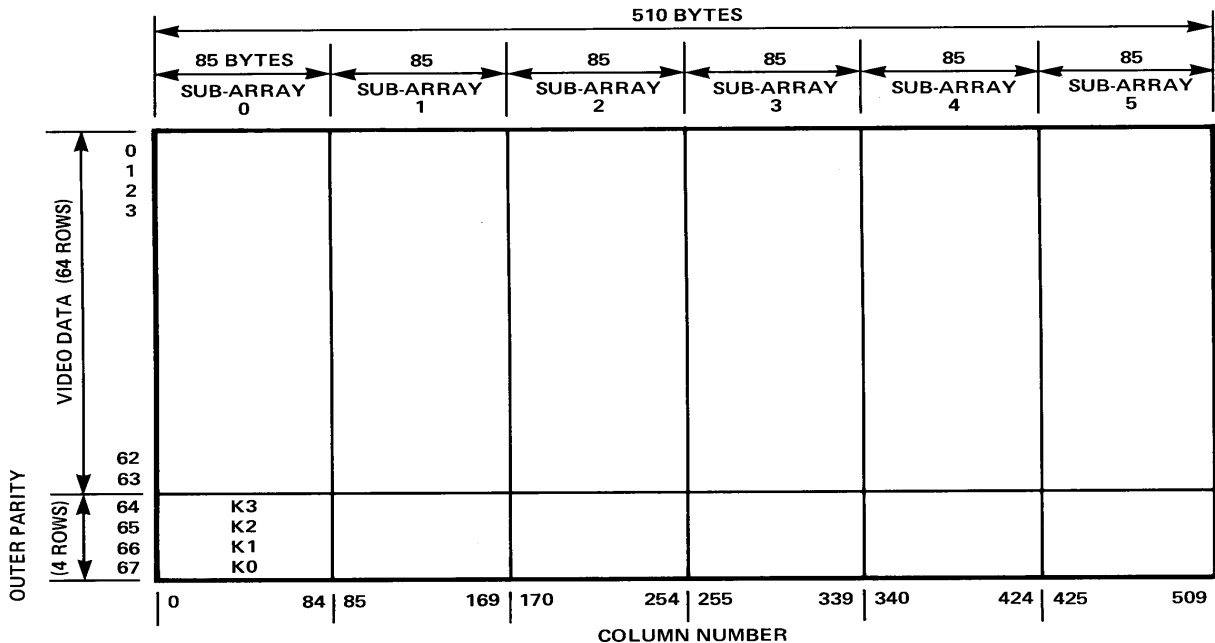 510 BYTES
85 BYTES 85 85 85 85 85
SUB-ARRAY SUB-ARRAY SUB-ARRAY SUB-ARRAY SUB-ARRAY SUB-ARRAY
0 1 2 3 4 5
0
1
2
3
VIDEO DATA (64 ROWS)
62
63
OUTER PARITY
(4 ROWS)
64 K3
65 K2
66 K1
67 K0
0 84 85 169 170 254 255 339 340 424 425 509
COLUMN NUMBER